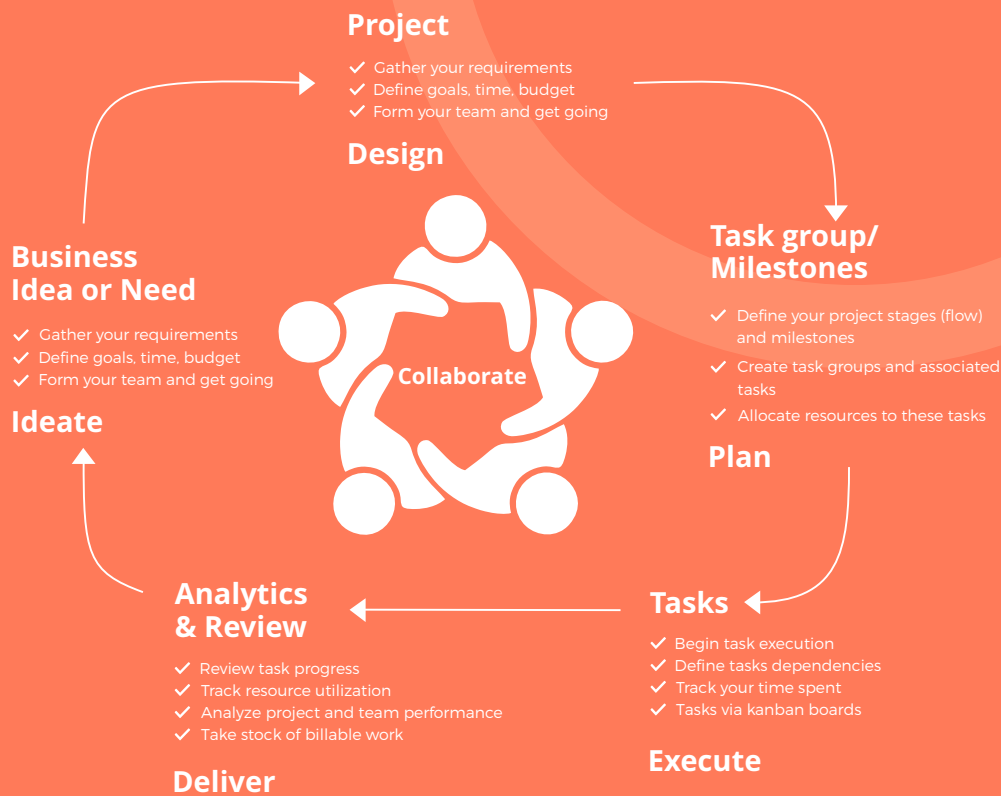 Project
Gather your requirements
Define goals, time, budget
Form your team and get going
Design
Task group/
Milestones
Define your project stages (flow)
and milestones
Create task groups and associated
tasks
Allocate resources to these tasks
Plan
Tasks
Begin task execution
Define tasks dependencies
Track your time spent
Tasks via kanban boards
Execute
Analytics
& Review
Review task progress
Track resource utilization
Analyze project and team performance
Take stock of billable work
Deliver
Business
Idea or Need
Gather your requirements
Define goals, time, budget
Form your team and get going
Ideate
Collaborate